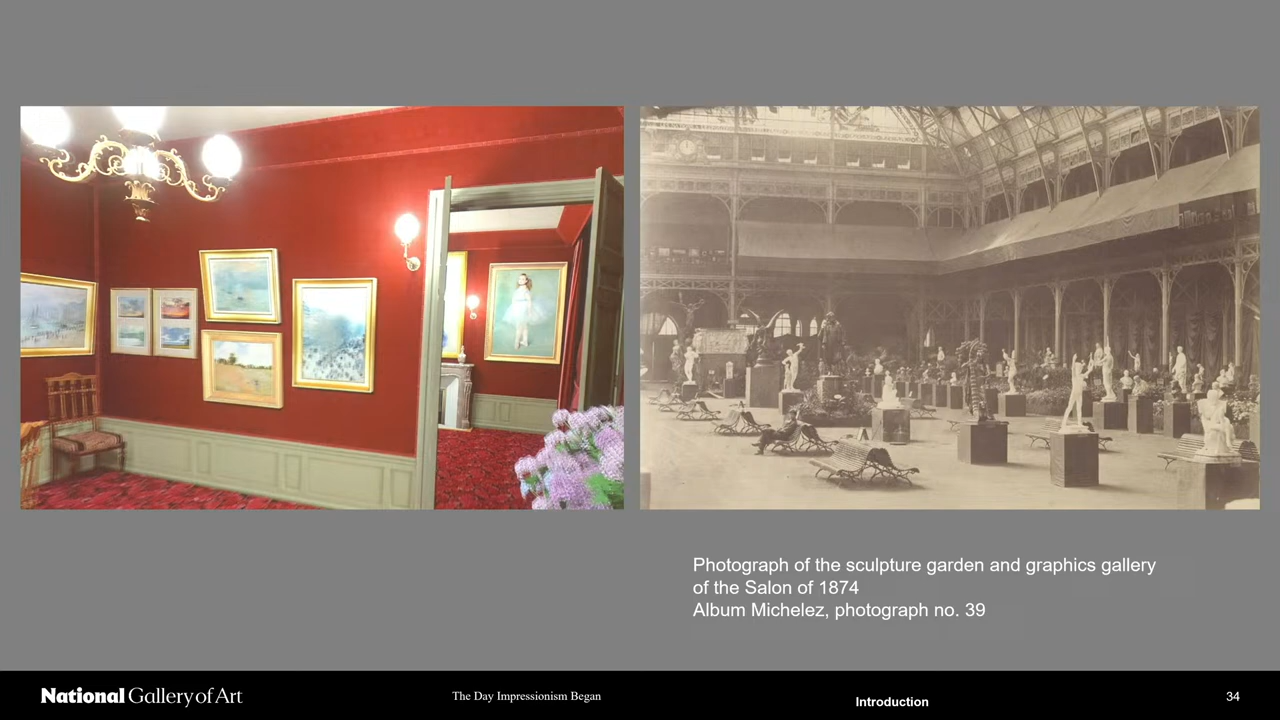 Photograph of the sculpture garden and graphics gallery
of the Salon of 1874
Album Michelez, photograph no. 39
National Gallery of Art
The Day Impressionism Began
Introduction
34